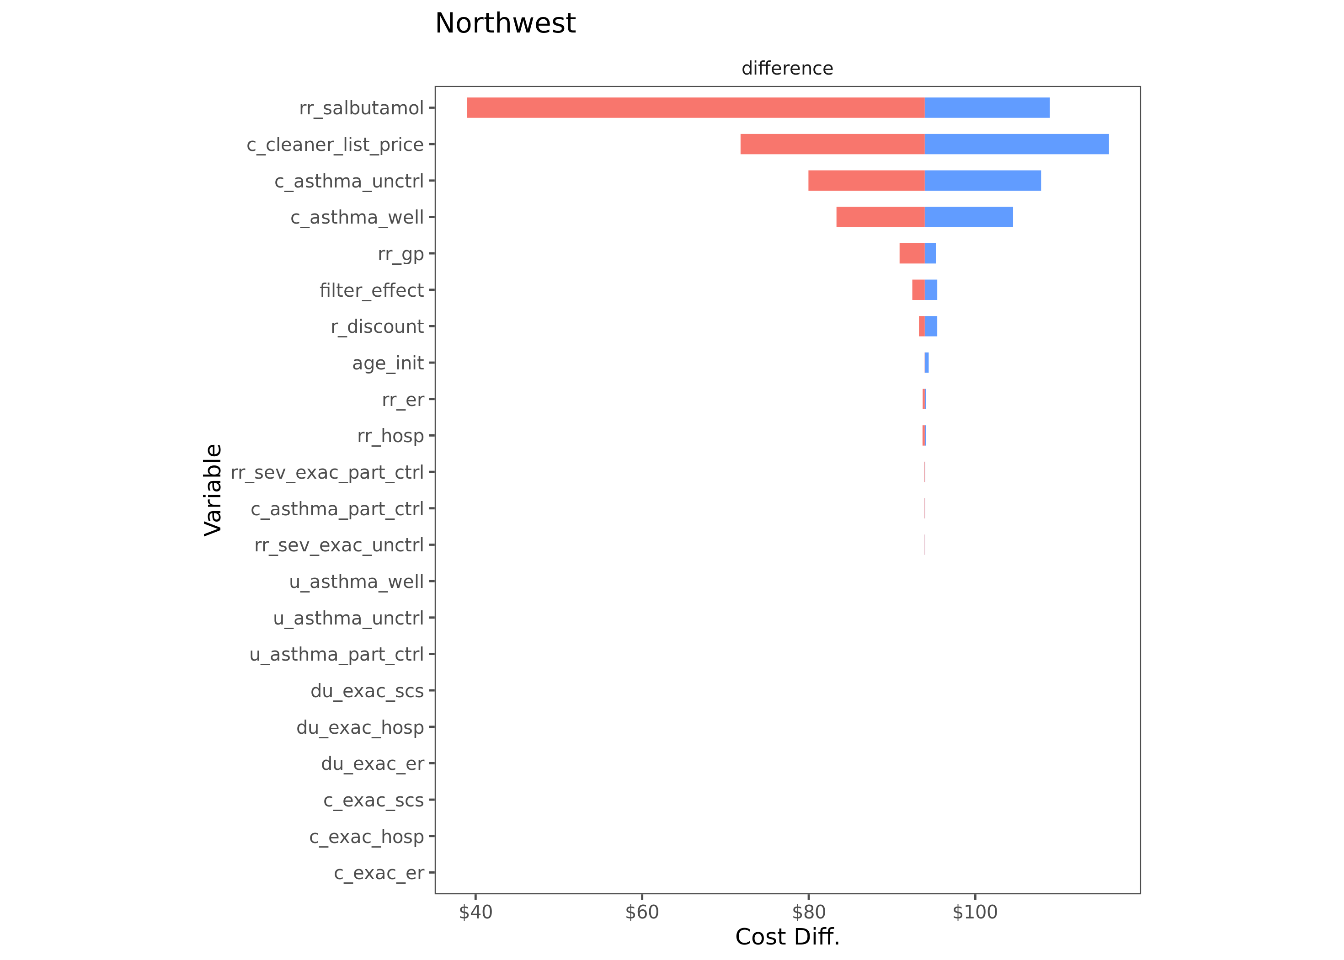 Northwest
difference
rr_salbutamol
c_cleaner_list_price
c_asthma_unctrl
c_asthma_well
rr_gp
filter_effect
r_discount
age_init
rr_er
rr_hosp
rr_sev_exac_part_ctrl
c_asthma_part_ctrl
rr_sev_exac_unctrl
u_asthma_well
u_asthma_unctrl
u_asthma_part_ctrl
du_exac_scs
du_exac_hosp
du_exac_er
c_exac_scs
c_exac_hosp
c_exac_er
Variable
$40 $60 $80 $100
Cost Diff.